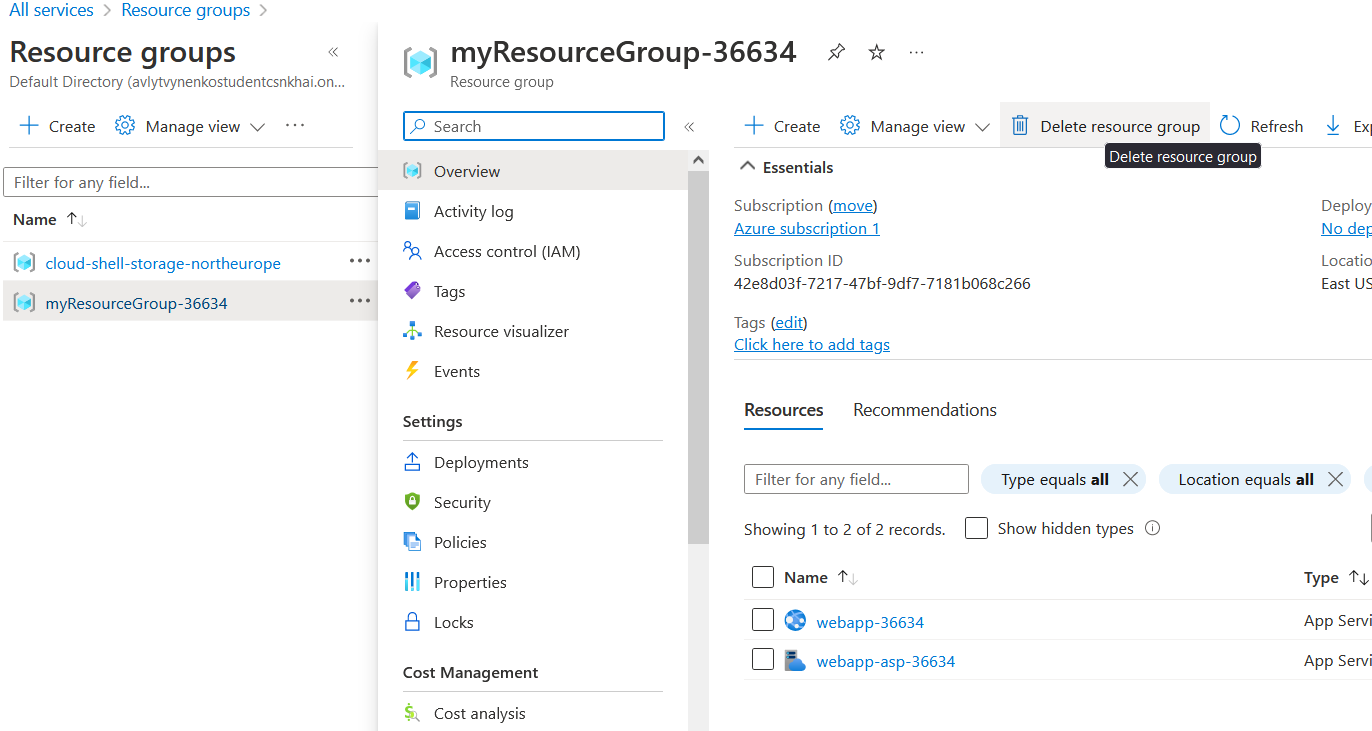 All services > Resource groups >
Resource groups «
Default Directory (avlytvynenkostudentcsnkhai.on...
+ Create Manage view ···
Filter for any field...
Name ↑↓
cloud-shell-storage-northeurope ···
myResourceGroup-36634 ···
myResourceGroup-36634 ···
Resource group
Search «
Overview
Activity log
Access control (IAM)
Tags
Resource visualizer
Events
Settings
Deployments
Security
Policies
Properties
Locks
Cost Management
Cost analysis
+ Create Manage view Delete resource group Refresh Exp
Delete resource group
Essentials
Subscription (move)
Azure subscription 1
Subscription ID
42e8d03f-7217-47bf-9df7-7181b068c266
Tags (edit)
Click here to add tags
Deploy
No dep
Locatio
East US
Resources Recommendations
Filter for any field... Type equals all × Location equals all ×
Showing 1 to 2 of 2 records. Show hidden types
Name ↑↓ Type ↑↓
webapp-36634 App Servi
webapp-asp-36634 App Servi